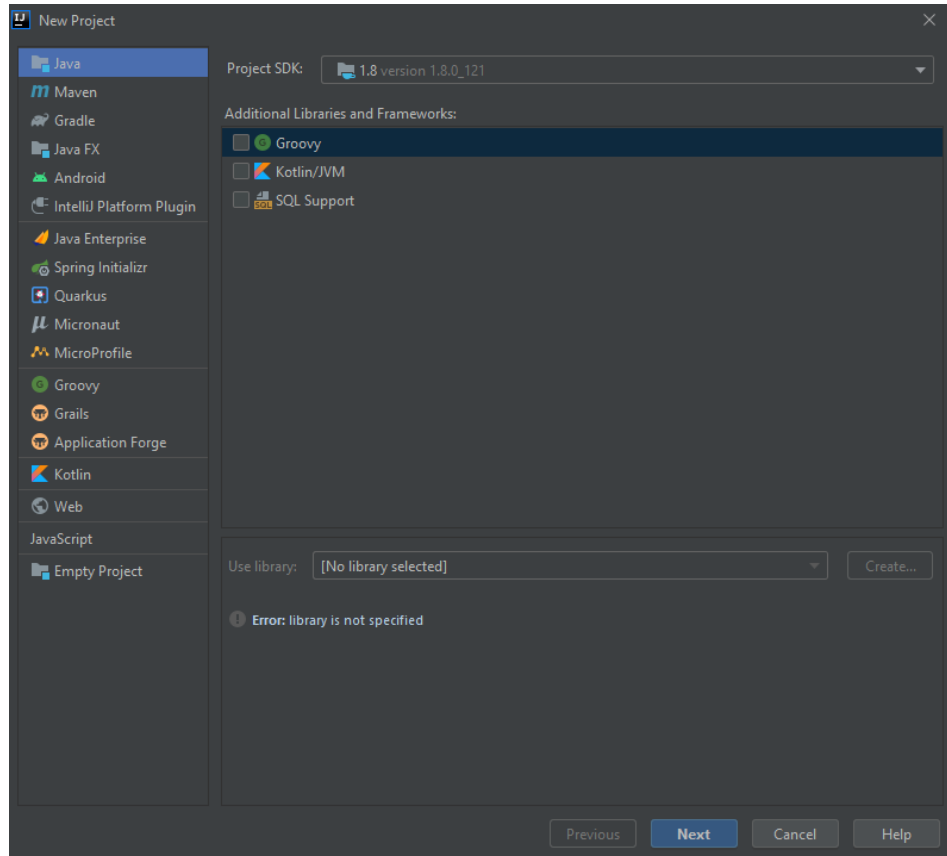 New Project
Java
Maven
Gradle
Java FX
Android
IntelliJ Platform Plugin
Java Enterprise
Spring Initializr
Quarkus
Micronaut
MicroProfile
Groovy
Grails
Application Forge
Kotlin
Web
JavaScript
Empty Project
Project SDK: 1.8 version 1.8.0_121
Additional Libraries and Frameworks:
Groovy
Kotlin/JVM
SQL Support
Use library: [No library selected] Create...
Error: library is not specified
Previous Next Cancel Help